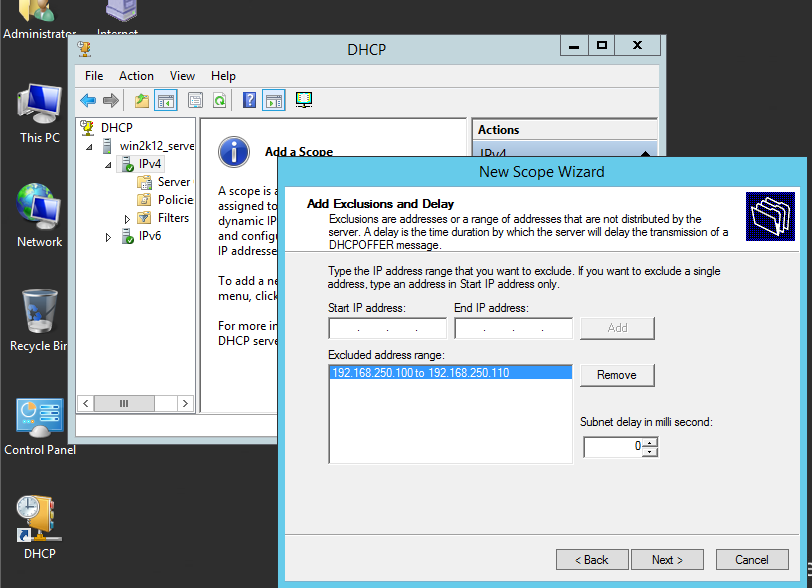 Administrator
Internet
This PC
Network
Recycle Bin
Control Panel
DHCP
DHCP
File Action View Help
DHCP
win2k12_serve
IPv4
Server
Policie
Filters
IPv6
Add a Scope
A scope is a
assigned to
dynamic IP
and configu
IP addresse
To add a ne
menu, click
For more in
DHCP serve
Actions
IPv4
New Scope Wizard
Add Exclusions and Delay
Exclusions are addresses or a range of addresses that are not distributed by the
server. A delay is the time duration by which the server will delay the transmission of a
DHCPOFFER message.
Type the IP address range that you want to exclude. If you want to exclude a single
address, type an address in Start IP address only.
Start IP address: End IP address:
. . . . . . Add
Excluded address range:
192.168.250.100 to 192.168.250.110
Remove
Subnet delay in milli second:
0
< Back Next > Cancel